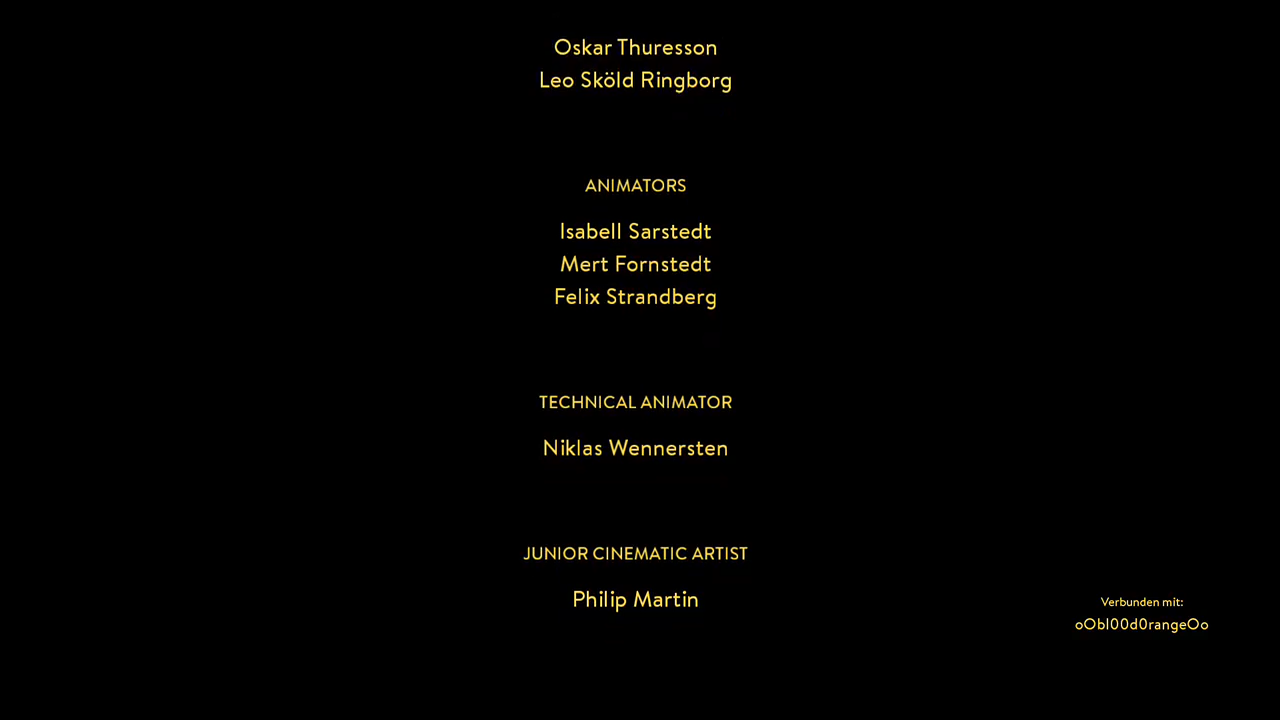 Oskar Thuresson
Leo Sköld Ringborg
ANIMATORS
Isabell Sarstedt
Mert Fornstedt
Felix Strandberg
TECHNICAL ANIMATOR
Niklas Wennersten
JUNIOR CINEMATIC ARTIST
Philip Martin
Verbunden mit:
oObl00d0rangeOo